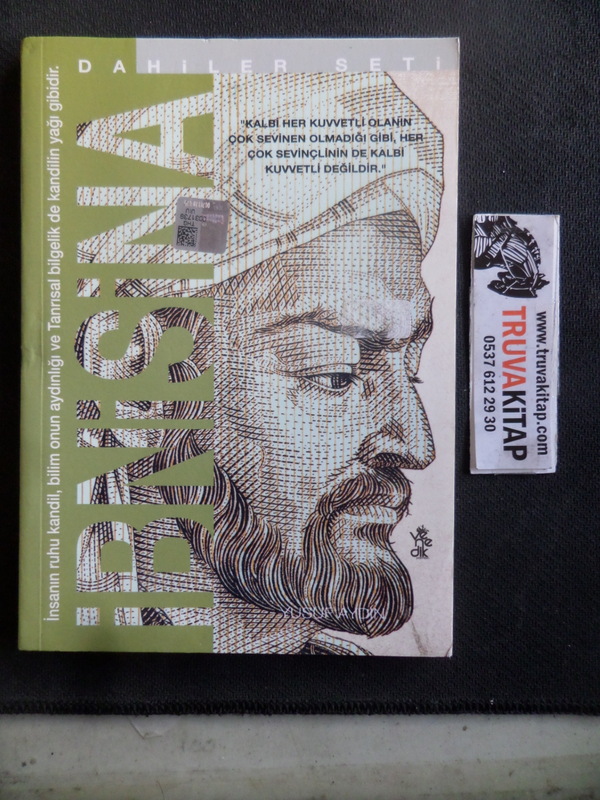 DAHİLER SETİ
"KALBİ HER KUVVETLİ OLANIN
ÇOK SEVİNEN OLMADIĞI GİBİ, HER
ÇOK SEVİNÇLİNİN DE KALBİ
KUVVETLİ DEĞİLDİR."
İnsanın ruhu kandil, bilim onun aydınlığı ve Tanrısal bilgelik de kandilin yağı gibidir.
İBNİ SİNA
YUSUF AYDIN
www.truvakitap.com
TRUVAKİTAP
0537 612 29 30